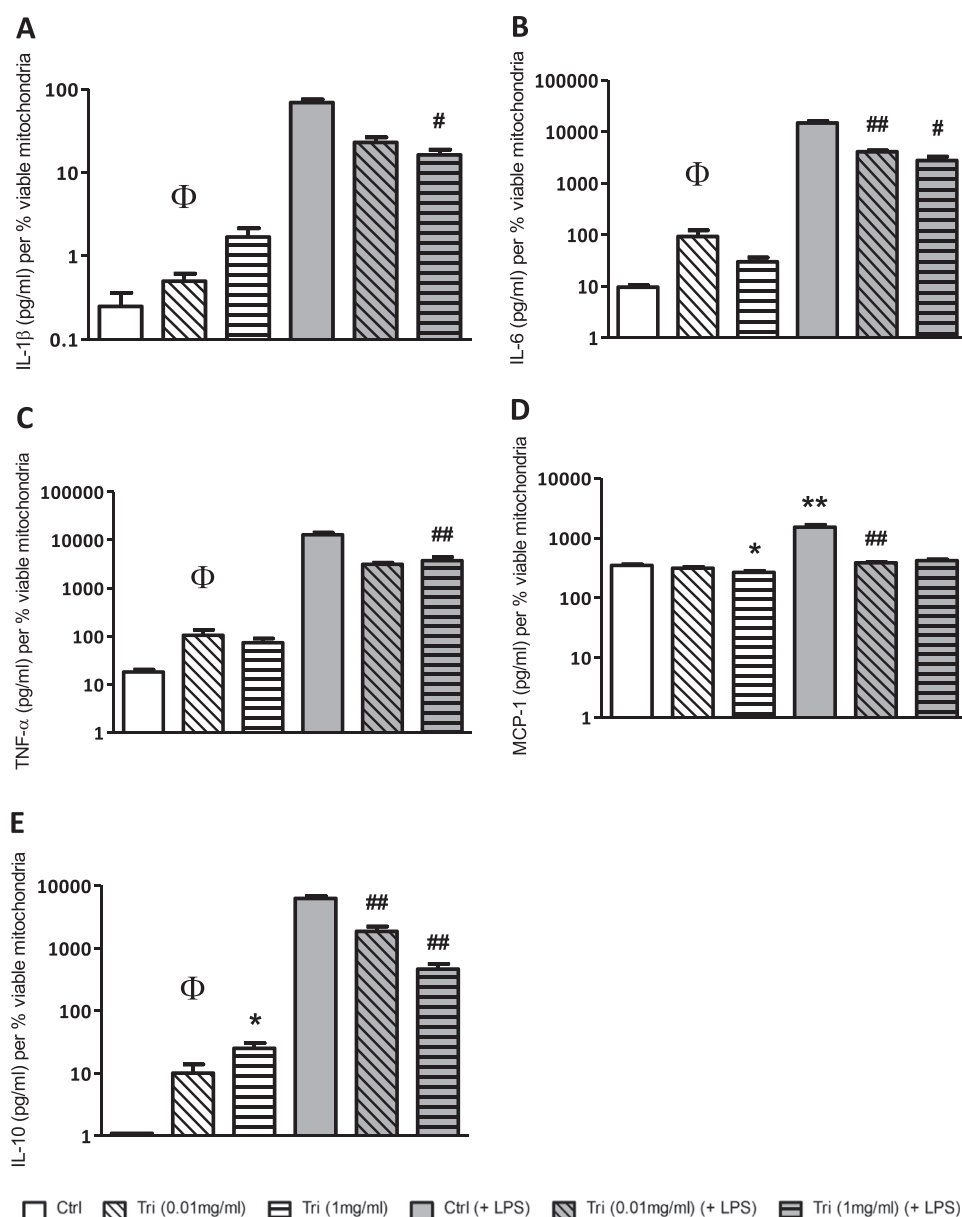 A
IL-1β (pg/ml) per % viable mitochondria
100
10
1
0.1
Φ
#
B
IL-6 (pg/ml) per % viable mitochondria
100000
10000
1000
100
10
1
Φ
##
#
C
TNF-α (pg/ml) per % viable mitochondria
100000
10000
1000
100
10
1
Φ
##
D
MCP-1 (pg/ml) per % viable mitochondria
10000
1000
100
10
1
*
**
##
E
IL-10 (pg/ml) per % viable mitochondria
10000
1000
100
10
1
Φ
*
##
##
Ctrl Tri (0.01mg/ml) Tri (1mg/ml) Ctrl (+ LPS) Tri (0.01mg/ml) (+ LPS) Tri (1mg/ml) (+ LPS)